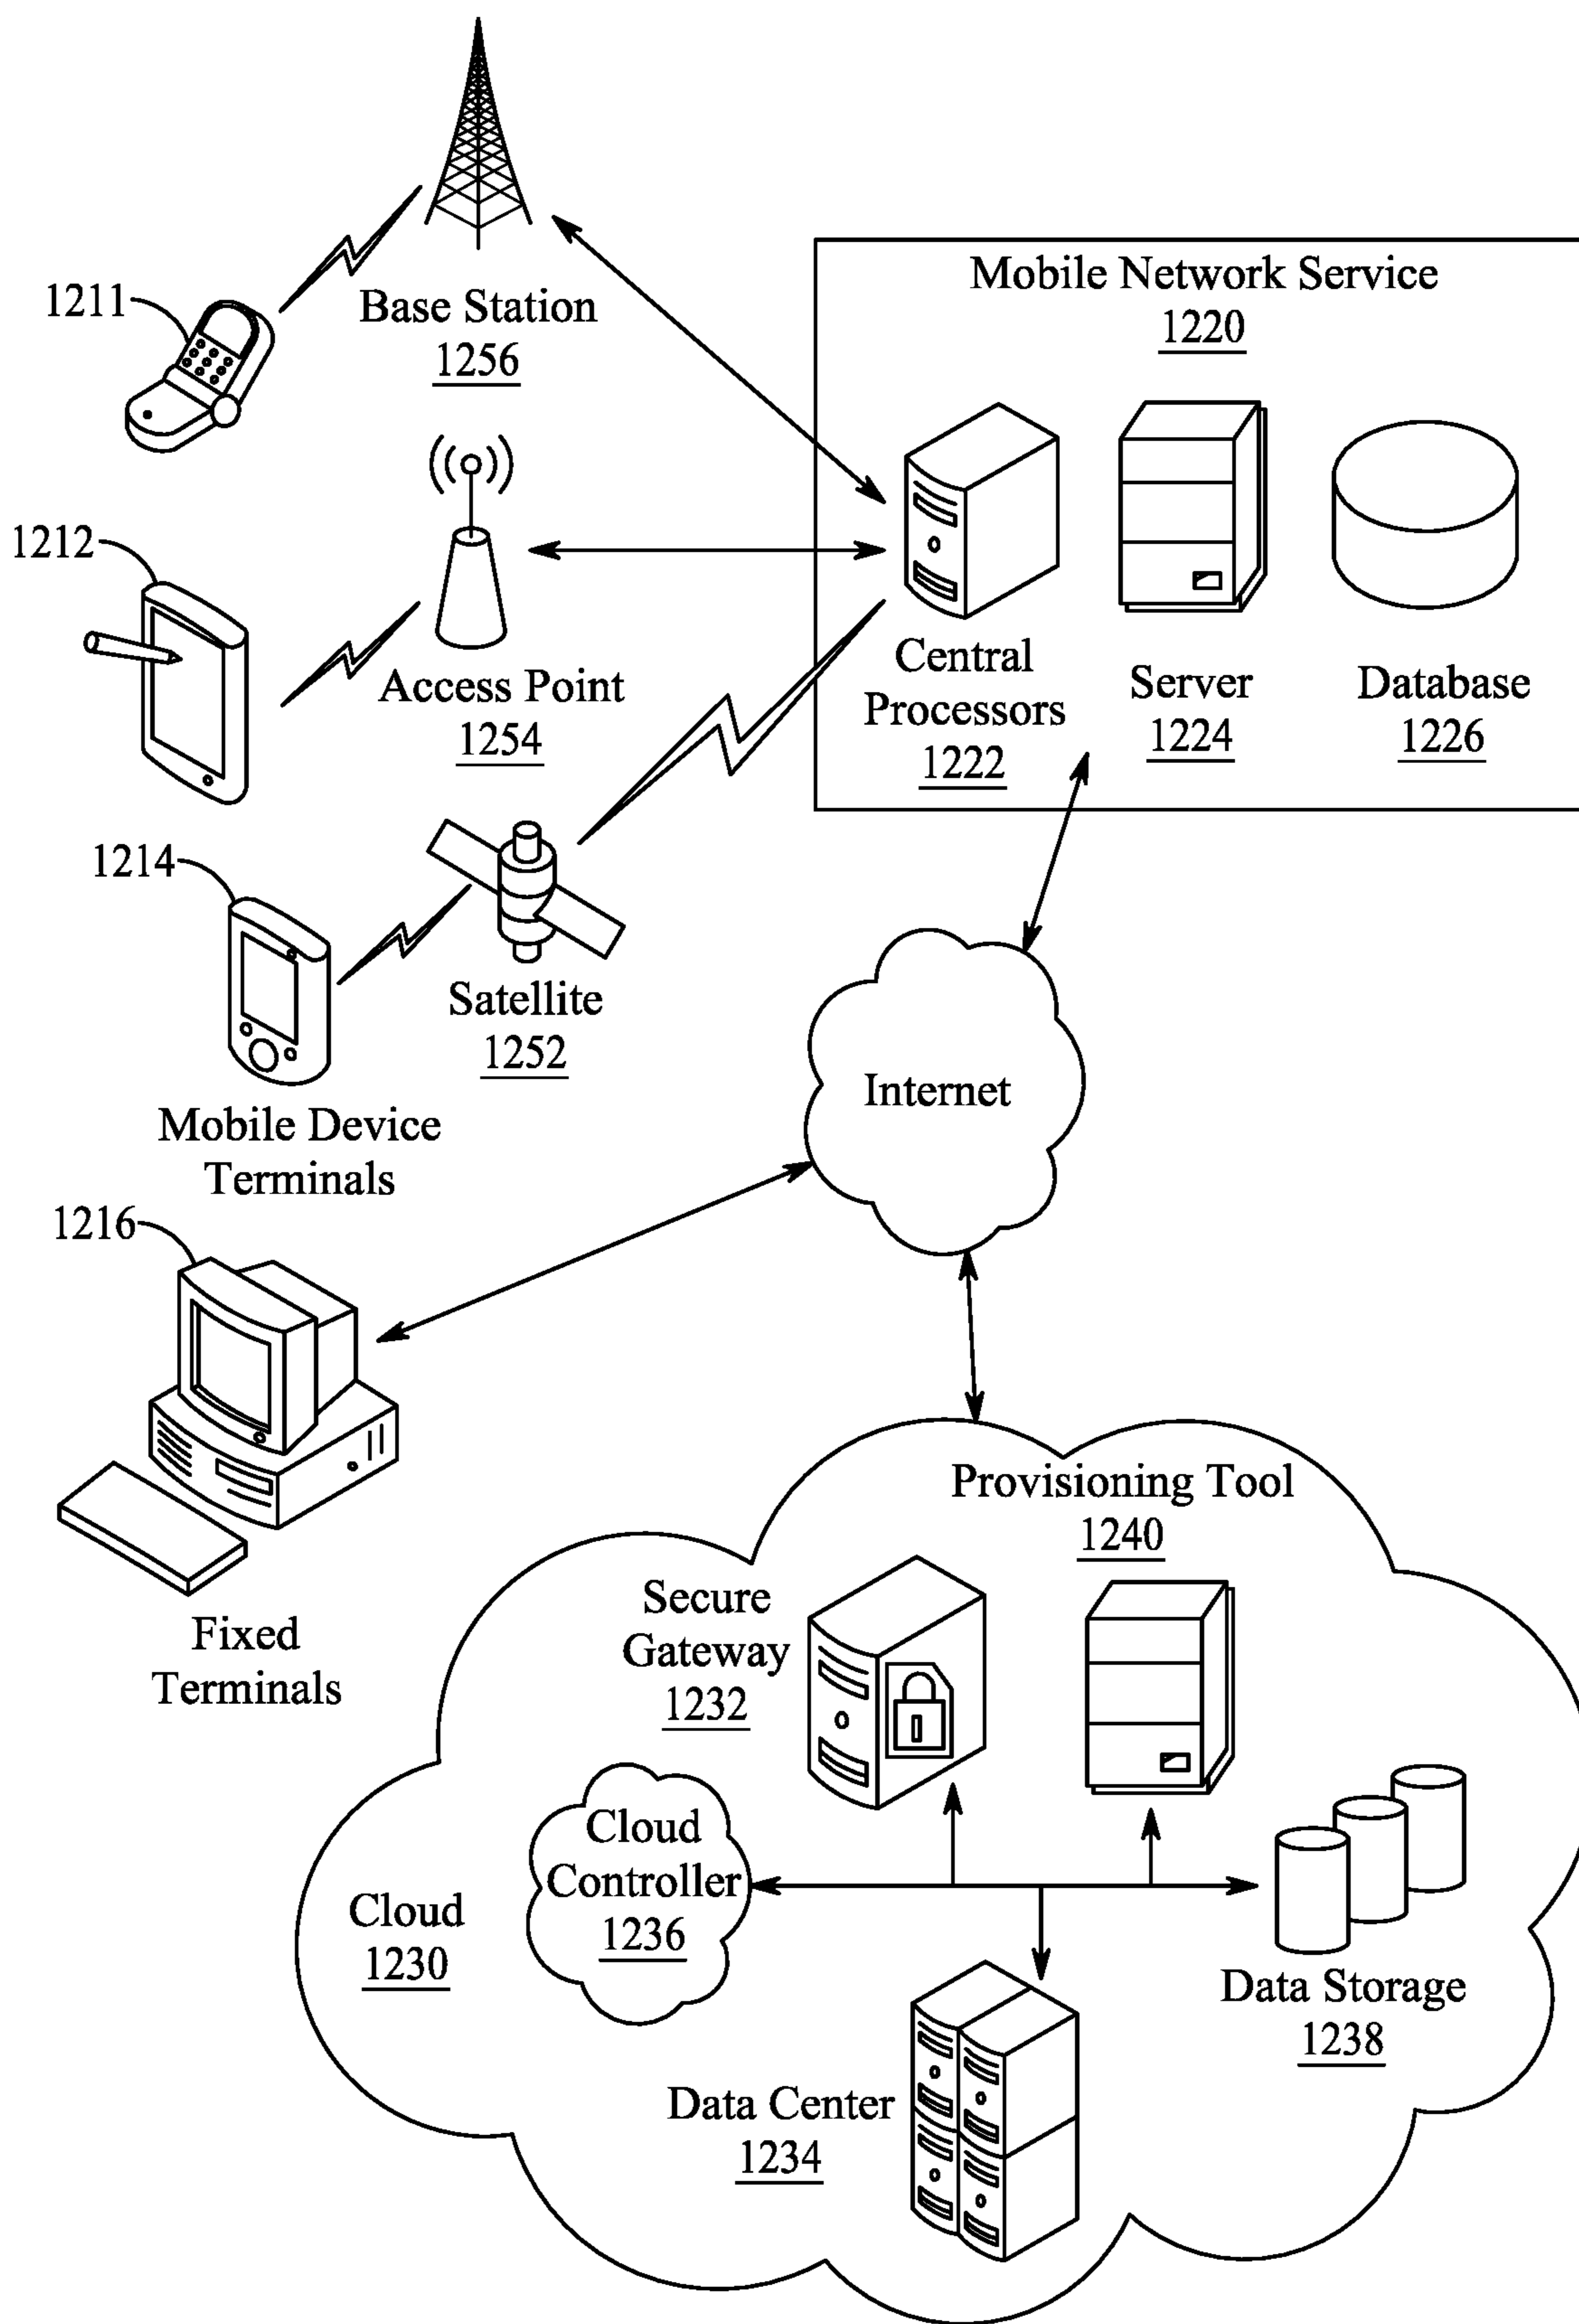 1211
Base Station
1256
Mobile Network Service
1220
1212
Access Point
1254
Central
Processors
1222
Server
1224
Database
1226
1214
Satellite
1252
Mobile Device
Terminals
Internet
1216
Fixed
Terminals
Provisioning Tool
1240
Secure
Gateway
1232
Cloud
Controller
1236
Cloud
1230
Data Storage
1238
Data Center
1234